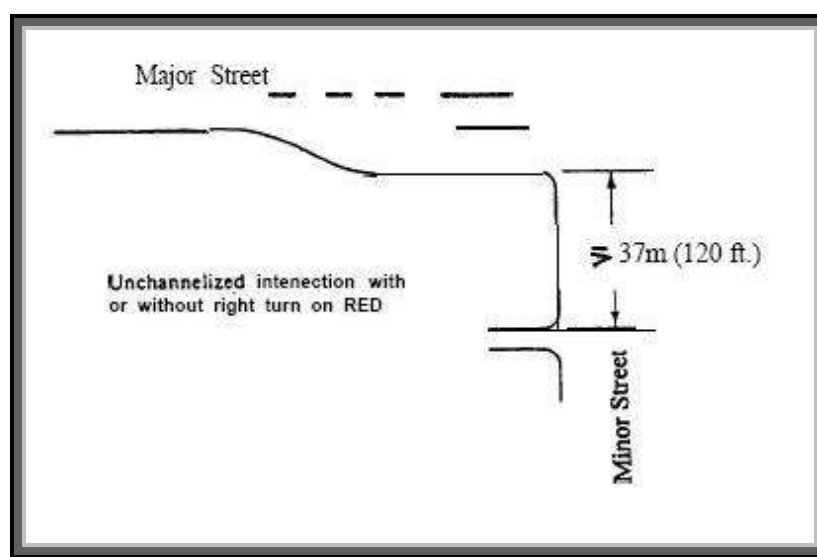 Major Street
≥ 37m (120 ft.)
Unchannelized intenection with
or without right turn on RED
Minor Street